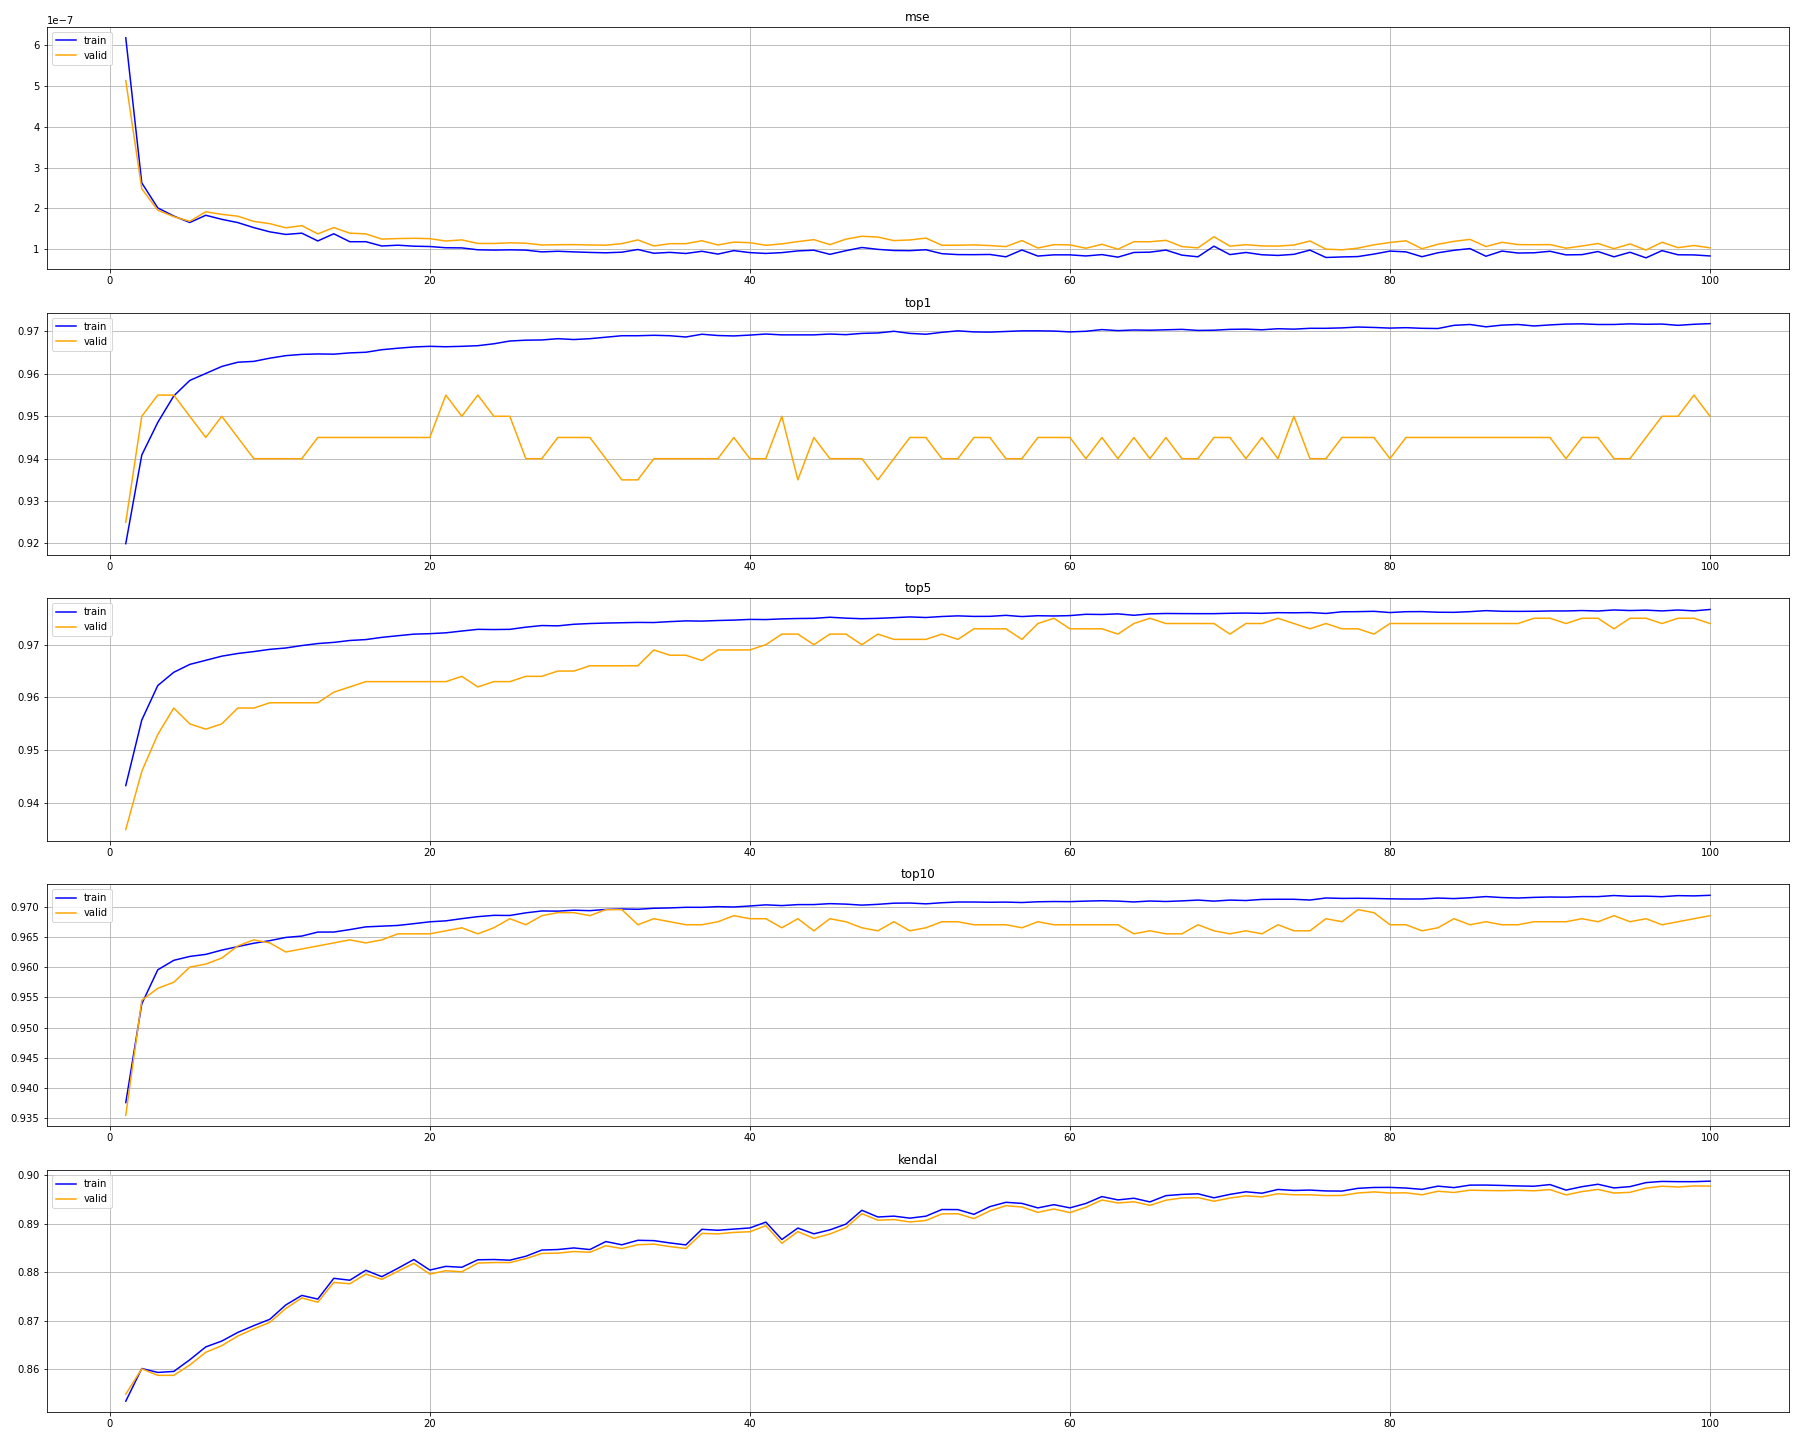 mse
1e−7
train
valid
6
5
4
3
2
1
0 20 40 60 80 100
top1
train
valid
0.97
0.96
0.95
0.94
0.93
0.92
0 20 40 60 80 100
top5
train
valid
0.97
0.96
0.95
0.94
0 20 40 60 80 100
top10
train
valid
0.970
0.965
0.960
0.955
0.950
0.945
0.940
0.935
0 20 40 60 80 100
kendal
train
valid
0.90
0.89
0.88
0.87
0.86
0 20 40 60 80 100